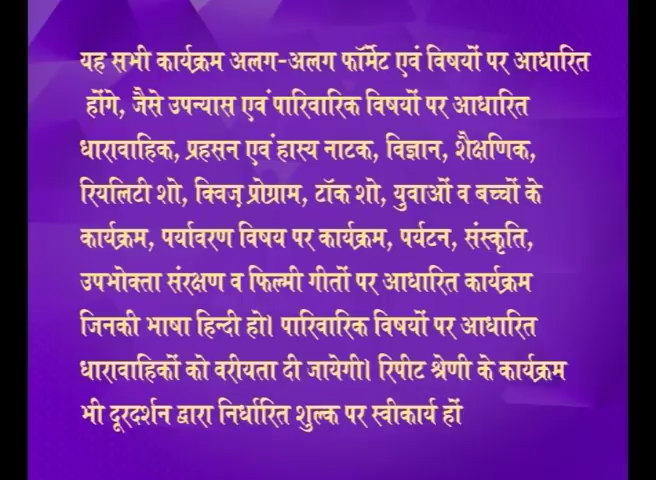 यह सभी कार्यक्रम अलग-अलग फॉर्मेट एवं विषयों पर आधारित
होंगे, जैसे उपन्यास एवं पारिवारिक विषयों पर आधारित
धारावाहिक, प्रहसन एवं हास्य नाटक, विज्ञान, शैक्षणिक,
रियलिटी शो, क्विज़ प्रोग्राम, टॉक शो, युवाओं व बच्चों के
कार्यक्रम, पर्यावरण विषय पर कार्यक्रम, पर्यटन, संस्कृति,
उपभोक्ता संरक्षण व फिल्मी गीतों पर आधारित कार्यक्रम
जिनकी भाषा हिन्दी हो। पारिवारिक विषयों पर आधारित
धारावाहिकों को वरीयता दी जायेगी। रिपीट श्रेणी के कार्यक्रम
भी दूरदर्शन द्वारा निर्धारित शुल्क पर स्वीकार्य हों